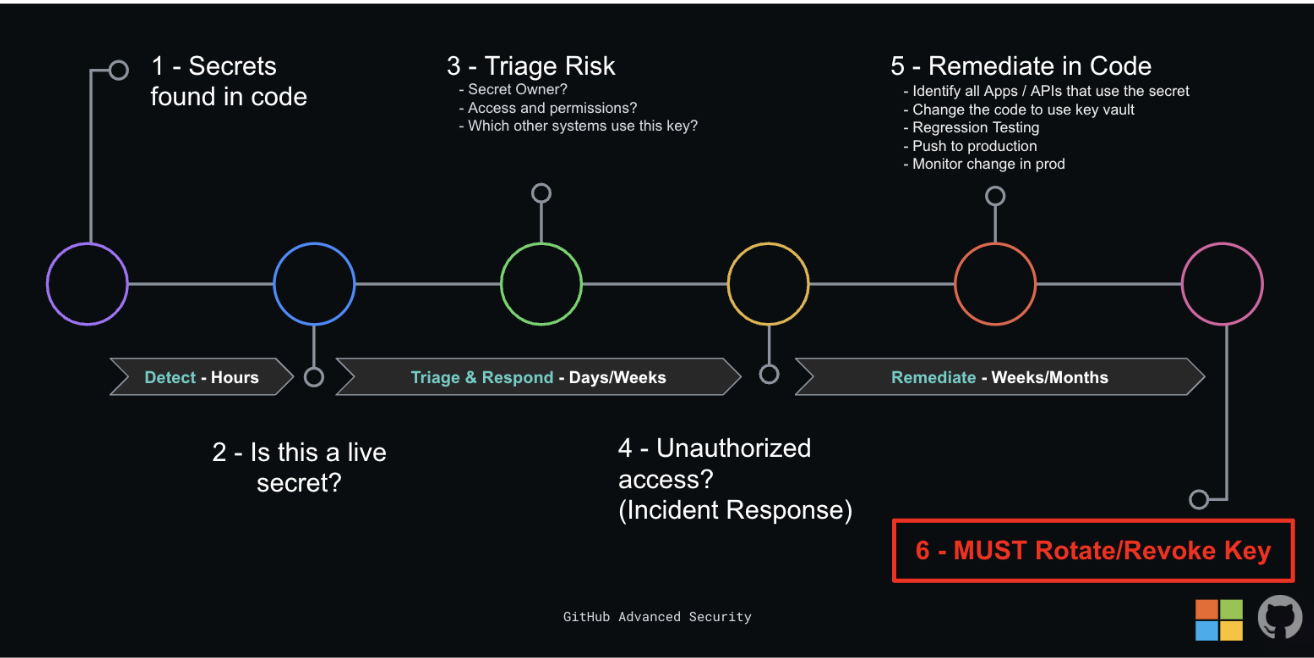 1 - Secrets
found in code
3 - Triage Risk
- Secret Owner?
- Access and permissions?
- Which other systems use this key?
5 - Remediate in Code
- Identify all Apps / APIs that use the secret
- Change the code to use key vault
- Regression Testing
- Push to production
- Monitor change in prod
Detect - Hours
Triage & Respond - Days/Weeks
Remediate - Weeks/Months
2 - Is this a live
secret?
4 - Unauthorized
access?
(Incident Response)
6 - MUST Rotate/Revoke Key
GitHub Advanced Security